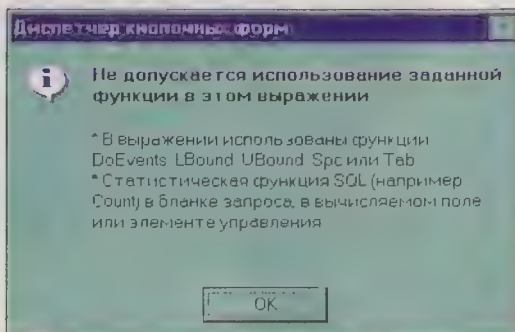 Диспетчер кнопочных форм
Не допускается использование заданной
функции в этом выражении
* В выражении использованы функции
DoEvents LBound UBound Spc или Tab
* Статистическая функция SQL (например
Count) в бланке запроса, в вычисляемом поле
или элементе управления
OK